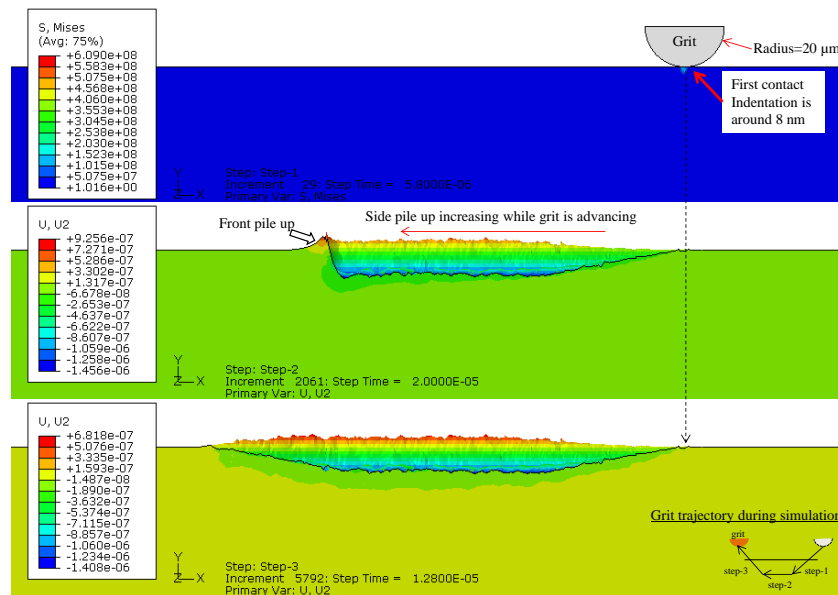 S, Mises
(Avg: 75%)
+6.090e+08
+5.583e+08
+5.075e+08
+4.568e+08
+4.060e+08
+3.553e+08
+3.045e+08
+2.538e+08
+2.030e+08
+1.523e+08
+1.015e+08
+5.075e+07
+1.016e+00
Grit
Radius=20 μm
First contact
Indentation is
around 8 nm
Y
Z X
Step: Step-1
Increment 29: Step Time = 5.8000E-06
Primary Var: S, Mises
U, U2
+9.256e-07
+7.271e-07
+5.286e-07
+3.302e-07
+1.317e-07
-6.678e-08
-2.653e-07
-4.637e-07
-6.622e-07
-8.607e-07
-1.059e-06
-1.258e-06
-1.456e-06
Front pile up
Side pile up increasing while grit is advancing
Y
Z X
Step: Step-2
Increment 2061: Step Time = 2.0000E-05
Primary Var: U, U2
U, U2
+6.818e-07
+5.076e-07
+3.335e-07
+1.593e-07
-1.487e-08
-1.890e-07
-3.632e-07
-5.374e-07
-7.115e-07
-8.857e-07
-1.060e-06
-1.234e-06
-1.408e-06
Y
Z X
Step: Step-3
Increment 5792: Step Time = 1.2800E-05
Primary Var: U, U2
Grit trajectory during simulation
grit
step-3
step-2
step-1